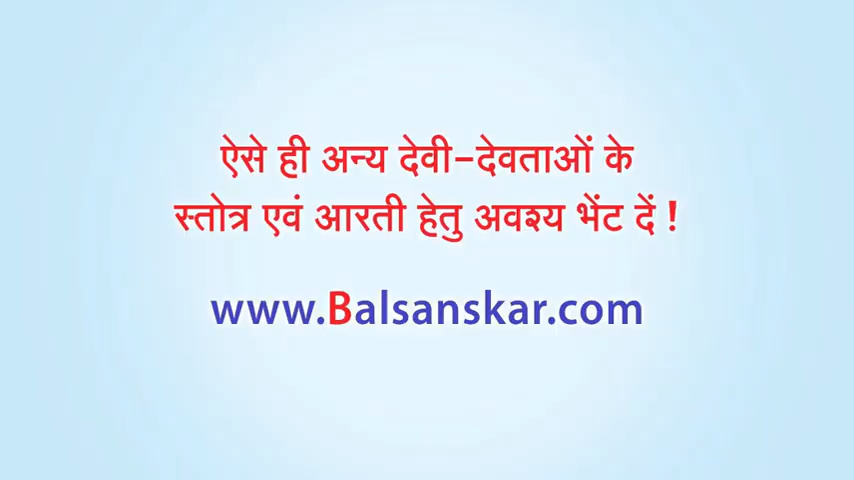 ऐसे ही अन्य देवी-देवताओं के
स्तोत्र एवं आरती हेतु अवश्य भेंट दें !
www.Balsanskar.com